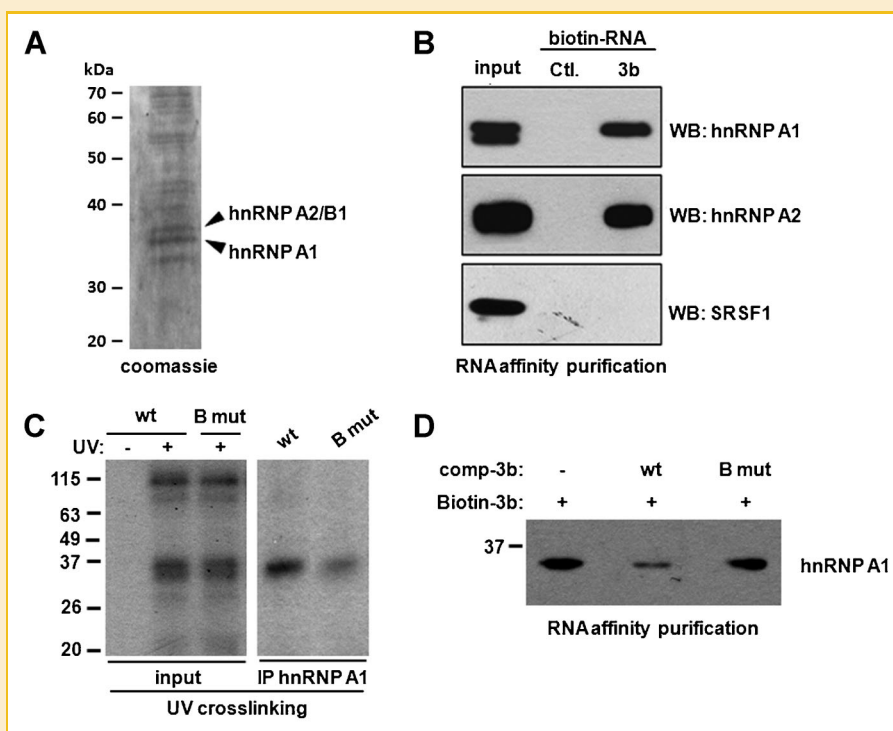 A
kDa
70
60
50
40
30
20
hnRNP A2/B1
hnRNP A1
coomassie
B
biotin-RNA
input Ctl. 3b
WB: hnRNP A1
WB: hnRNP A2
WB: SRSF1
RNA affinity purification
C
wt B mut
UV: - + +
wt B mut
115
63
49
37
26
20
input IP hnRNP A1
UV crosslinking
D
comp-3b: - wt B mut
Biotin-3b: + + +
37
hnRNP A1
RNA affinity purification